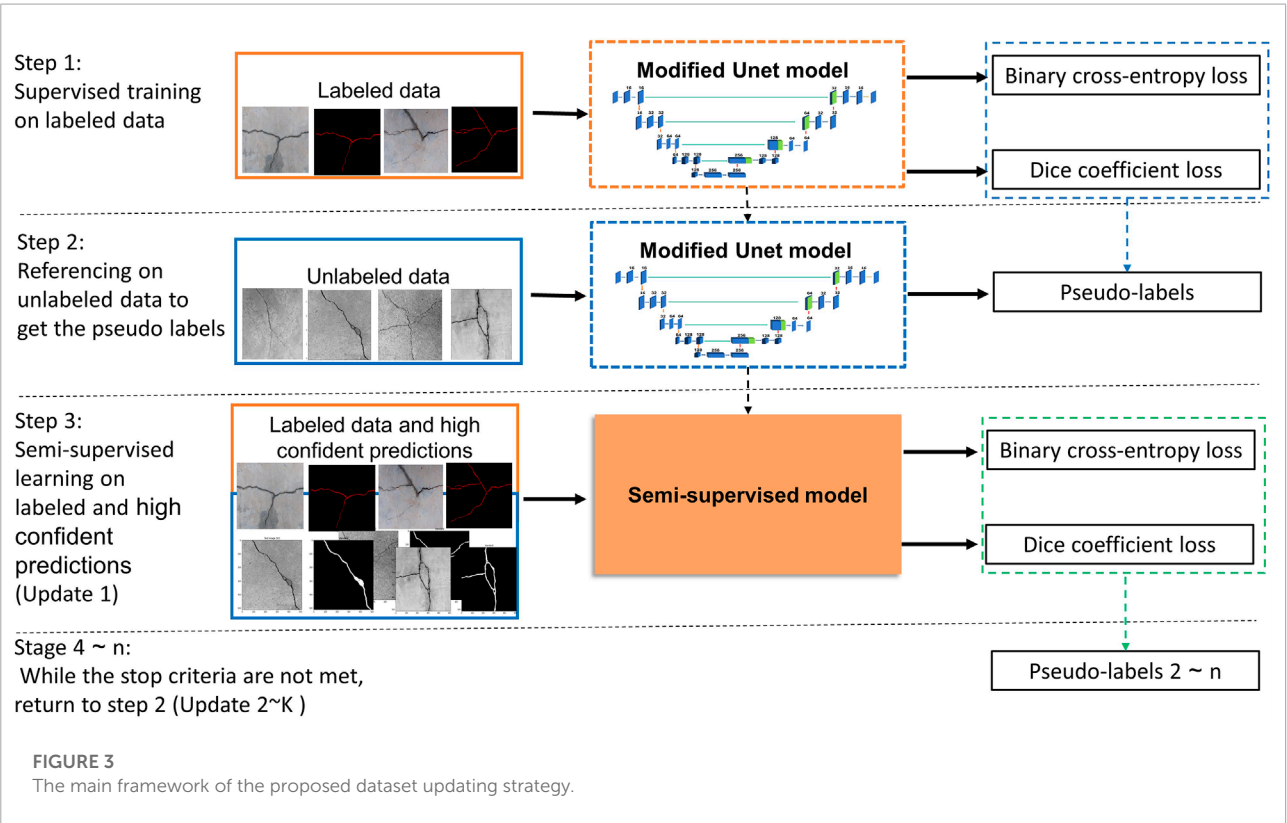 Step 1:
Supervised training
on labeled data
Labeled data
Modified Unet model
Binary cross-entropy loss
Dice coefficient loss
Step 2:
Referencing on
unlabeled data to
get the pseudo labels
Unlabeled data
Modified Unet model
Pseudo-labels
Step 3:
Semi-supervised
learning on
labeled and high
confident
predictions
(Update 1)
Labeled data and high
confident predictions
Semi-supervised model
Binary cross-entropy loss
Dice coefficient loss
Stage 4 ~ n:
While the stop criteria are not met,
return to step 2 (Update 2~K )
Pseudo-labels 2 ~ n
FIGURE 3
The main framework of the proposed dataset updating strategy.